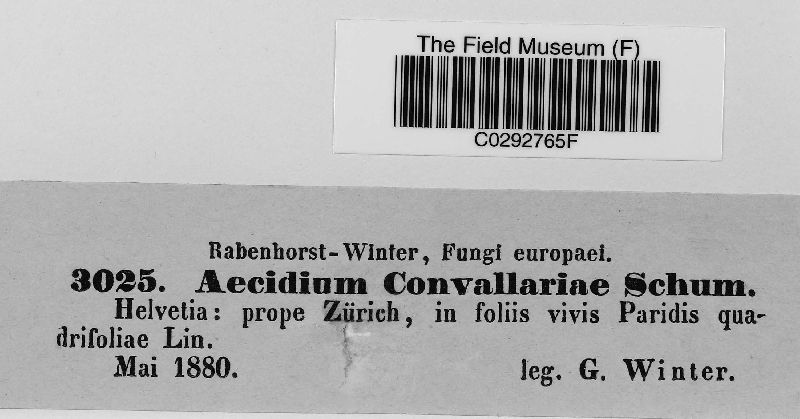 The Field Museum (F)
C0292765F
Rabenhorst-Winter, Fungi europaei.
3025. Aecidium Convallariae Schum.
Helvetia: prope Zürich, in foliis vivis Paridis qua-
drifoliae Lin.
Mai 1880. leg. G. Winter.